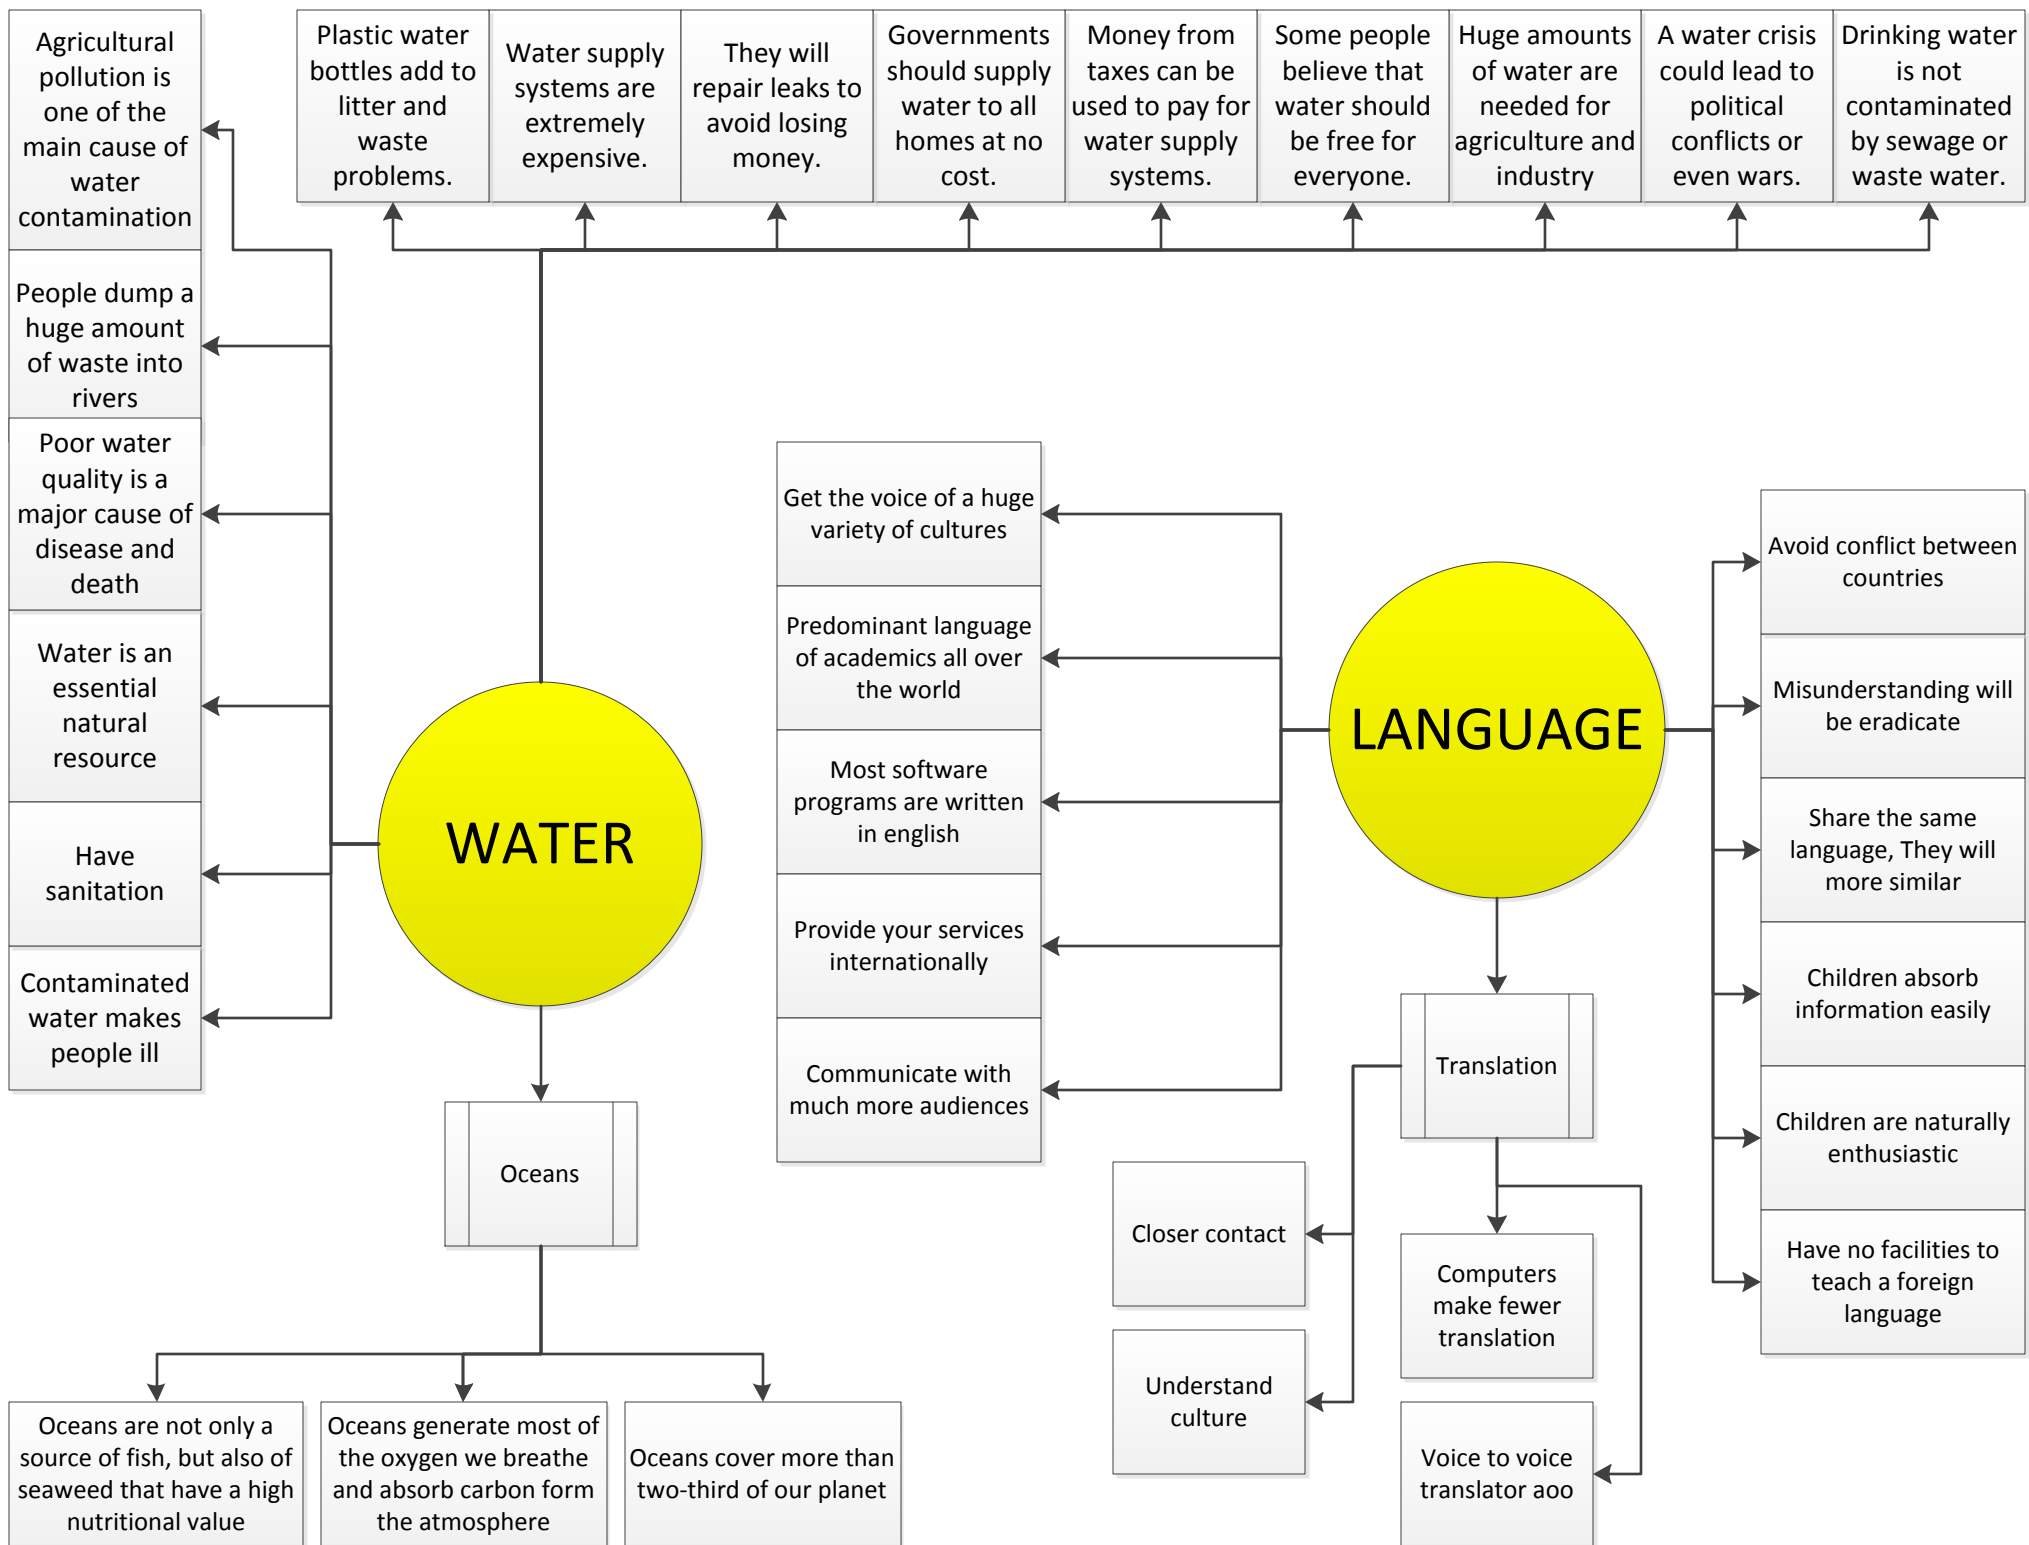 Agricultural
pollution is
one of the
main cause of
water
contamination
Plastic water
bottles add to
litter and
waste
problems.
Water supply
systems are
extremely
expensive.
They will
repair leaks to
avoid losing
money.
Governments
should supply
water to all
homes at no
cost.
Money from
taxes can be
used to pay for
water supply
systems.
Some people
believe that
water should
be free for
everyone.
Huge amounts
of water are
needed for
agriculture and
industry
A water crisis
could lead to
political
conflicts or
even wars.
Drinking water
is not
contaminated
by sewage or
waste water.
People dump a
huge amount
of waste into
rivers
Poor water
quality is a
major cause of
disease and
death
Water is an
essential
natural
resource
Have
sanitation
Contaminated
water makes
people ill
WATER
Oceans
Oceans are not only a
source of fish, but also of
seaweed that have a high
nutritional value
Oceans generate most of
the oxygen we breathe
and absorb carbon form
the atmosphere
Oceans cover more than
two-third of our planet
Get the voice of a huge
variety of cultures
Predominant language
of academics all over
the world
Most software
programs are written
in english
Provide your services
internationally
Communicate with
much more audiences
LANGUAGE
Avoid conflict between
countries
Misunderstanding will
be eradicate
Share the same
language, They will
more similar
Children absorb
information easily
Children are naturally
enthusiastic
Have no facilities to
teach a foreign
language
Translation
Closer contact
Understand
culture
Computers
make fewer
translation
Voice to voice
translator aoo